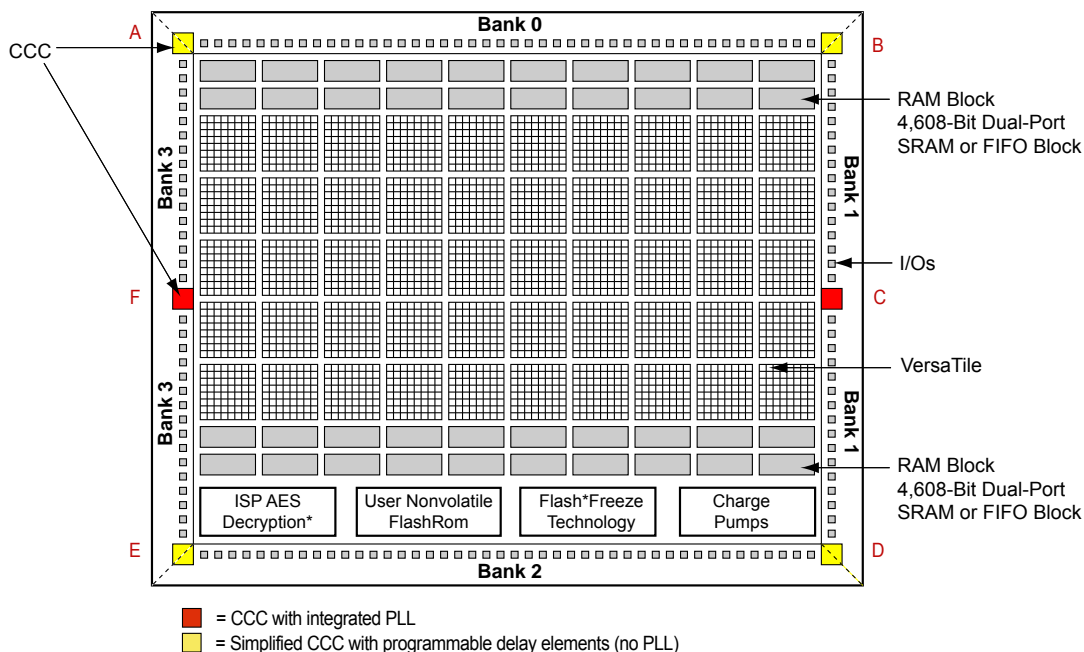 Bank 0
A
B
CCC
RAM Block
4,608-Bit Dual-Port
SRAM or FIFO Block
Bank 3
Bank 1
I/Os
F
C
VersaTile
Bank 3
Bank 1
RAM Block
4,608-Bit Dual-Port
SRAM or FIFO Block
ISP AES
Decryption*
User Nonvolatile
FlashRom
Flash*Freeze
Technology
Charge
Pumps
E
D
Bank 2
= CCC with integrated PLL
= Simplified CCC with programmable delay elements (no PLL)